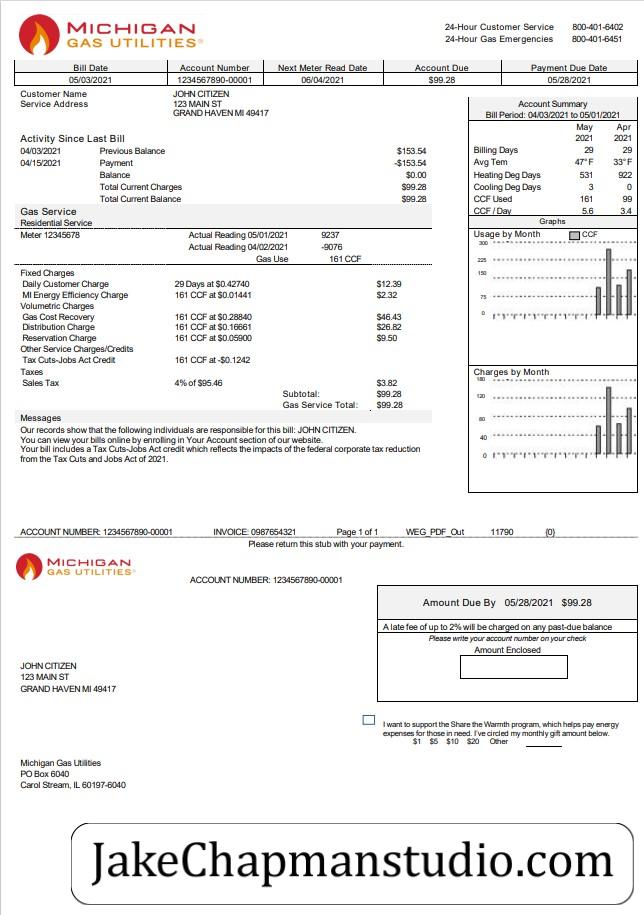 MICHIGAN
GAS UTILITIES®
24-Hour Customer Service 800-401-6402
24-Hour Gas Emergencies 800-401-6451
Bill Date Account Number Next Meter Read Date Account Due Payment Due Date
05/03/2021 1234567890-00001 06/04/2021 $99.28 05/28/2021
Customer Name JOHN CITIZEN
Service Address 123 MAIN ST
GRAND HAVEN MI 49417
Activity Since Last Bill
04/03/2021 Previous Balance $153.54
04/15/2021 Payment -$153.54
Balance $0.00
Total Current Charges $99.28
Total Current Balance $99.28
Gas Service
Residential Service
Meter 12345678 Actual Reading 05/01/2021 9237
Actual Reading 04/02/2021 -9076
Gas Use 161 CCF
Fixed Charges
Daily Customer Charge 29 Days at $0.42740 $12.39
MI Energy Efficiency Charge 161 CCF at $0.01441 $2.32
Volumetric Charges
Gas Cost Recovery 161 CCF at $0.28840 $46.43
Distribution Charge 161 CCF at $0.16661 $26.82
Reservation Charge 161 CCF at $0.05900 $9.50
Other Service Charges/Credits
Tax Cuts-Jobs Act Credit 161 CCF at -$0.1242
Taxes
Sales Tax 4% of $95.46 $3.82
Subtotal: $99.28
Gas Service Total: $99.28
Messages
Our records show that the following individuals are responsible for this bill: JOHN CITIZEN.
You can view your bills online by enrolling in Your Account section of our website.
Your bill includes a Tax Cuts-Jobs Act credit which reflects the impacts of the federal corporate tax reduction
from the Tax Cuts and Jobs Act of 2021.
Account Summary
Bill Period: 04/03/2021 to 05/01/2021
May Apr
2021 2021
Billing Days 29 29
Avg Tem 47°F 33°F
Heating Deg Days 531 922
Cooling Deg Days 3 0
CCF Used 161 99
CCF / Day 5.6 3.4
Graphs
Usage by Month CCF
300
225
150
75
0
Charges by Month
160
120
80
40
0
ACCOUNT NUMBER: 1234567890-00001 INVOICE: 0987654321 Page 1 of 1 WEG_PDF_Out 11790 {0}
Please return this stub with your payment.
MICHIGAN
GAS UTILITIES®
ACCOUNT NUMBER: 1234567890-00001
Amount Due By 05/28/2021 $99.28
A late fee of up to 2% will be charged on any past-due balance
Please write your account number on your check
Amount Enclosed
JOHN CITIZEN
123 MAIN ST
GRAND HAVEN MI 49417
I want to support the Share the Warmth program, which helps pay energy
expenses for those in need. I've circled my monthly gift amount below.
$1 $5 $10 $20 Other
Michigan Gas Utilities
PO Box 6040
Carol Stream, IL 60197-6040
JakeChapmanstudio.com